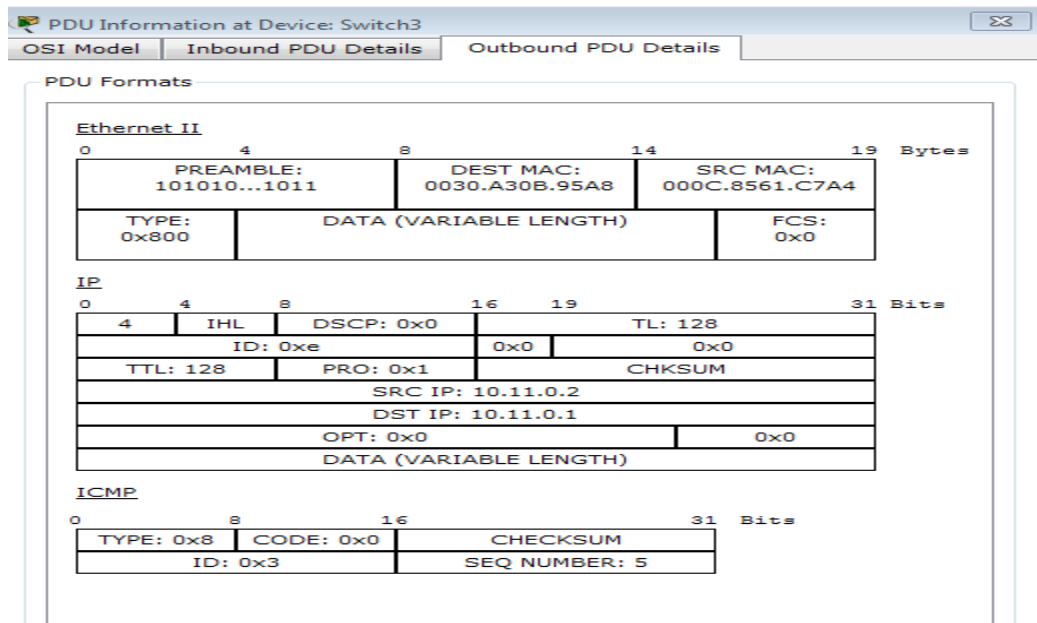 PDU Information at Device: Switch3
OSI Model Inbound PDU Details Outbound PDU Details
PDU Formats
Ethernet II
0 4 8 14 19 Bytes
PREAMBLE: DEST MAC: SRC MAC:
101010...1011 0030.A30B.95A8 000C.8561.C7A4
TYPE: DATA (VARIABLE LENGTH) FCS:
0x800 0x0
IP
0 4 8 16 19 31 Bits
4 IHL DSCP: 0x0 TL: 128
ID: 0xe 0x0 0x0
TTL: 128 PRO: 0x1 CHKSUM
SRC IP: 10.11.0.2
DST IP: 10.11.0.1
OPT: 0x0 0x0
DATA (VARIABLE LENGTH)
ICMP
0 8 16 31 Bits
TYPE: 0x8 CODE: 0x0 CHECKSUM
ID: 0x3 SEQ NUMBER: 5